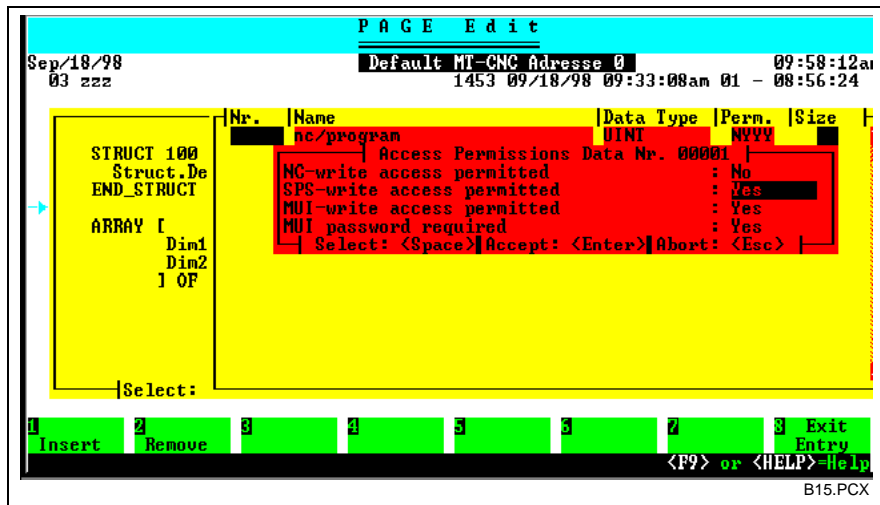 PAGE Edit
Sep/18/98 Default MT-CNC Adresse 0 09:58:12a
03 zzz 1453 09/18/98 09:33:08am 01 - 08:56:24
Nr. |Name |Data Type |Perm. |Size
nc/program UINT NYYY
STRUCT 100 Access Permissions Data Nr. 00001
Struct.De NC-write access permitted : No
END_STRUCT SPS-write access permitted : Yes
MUI-write access permitted : Yes
ARRAY [ MUI password required : Yes
Dim1 Select: <Space> Accept: <Enter> Abort: <Esc>
Dim2
] OF
Select:
1 2 3 4 5 6 7 8 Exit
Insert Remove Entry
<F9> or <HELP>=Help
B15.PCX